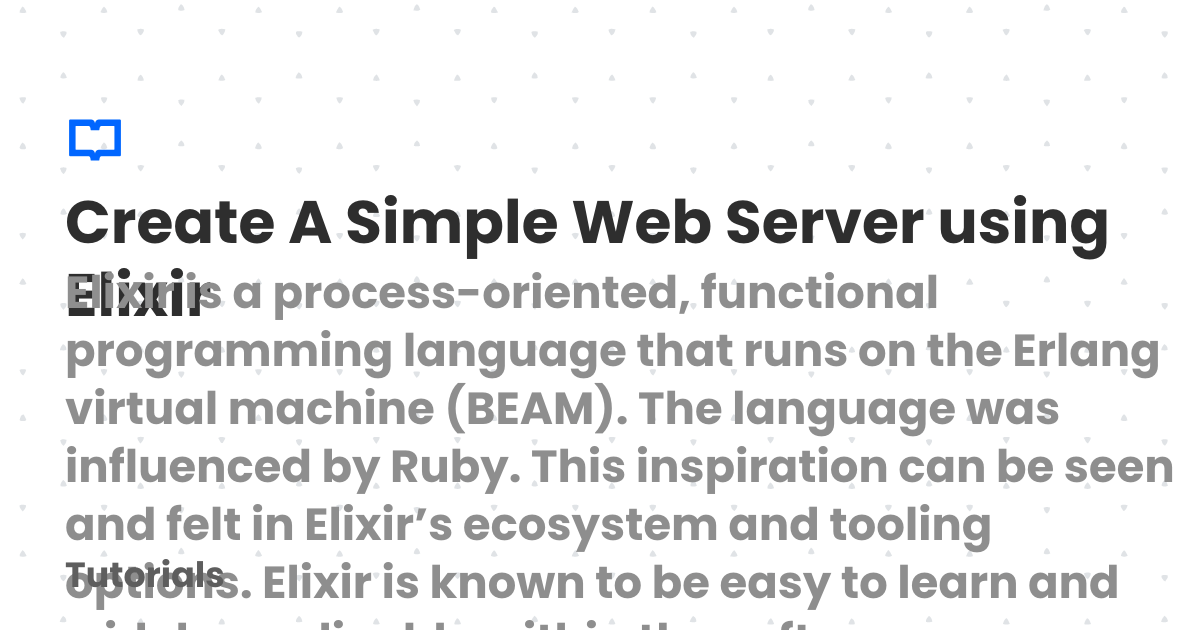 Create A Simple Web Server using
Elixir
Elixir is a process-oriented, functional
programming language that runs on the Erlang
virtual machine (BEAM). The language was
influenced by Ruby. This inspiration can be seen
and felt in Elixir’s ecosystem and tooling
Tutorials
options. Elixir is known to be easy to learn and